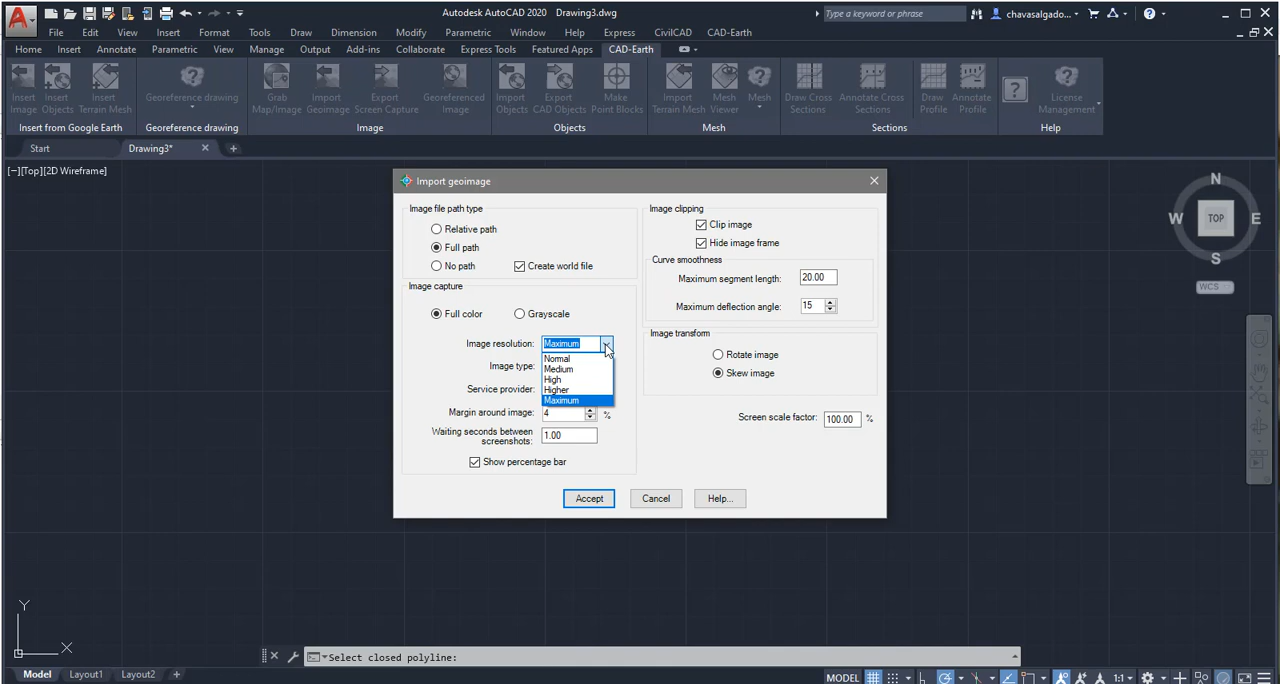 Autodesk AutoCAD 2020 Drawing3.dwg
Type a keyword or phrase
chavasalgado...
File Edit View Insert Format Tools Draw Dimension Modify Parametric Window Help Express CivilCAD CAD-Earth
Home Insert Annotate Parametric View Manage Output Add-ins Collaborate Express Tools Featured Apps CAD-Earth
Insert Image
Insert Objects
Insert Terrain Mesh
Insert from Google Earth
Georeference drawing
Georeference drawing
Grab Map/Image
Import Geoimage
Export Screen Capture
Georeferenced Image
Image
Import Objects
Export CAD Objects
Make Point Blocks
Objects
Import Terrain Mesh
Mesh Viewer
Mesh
Mesh
Draw Cross Sections
Annotate Cross Sections
Draw Profile
Annotate Profile
Sections
License Management
Help
Start Drawing3*
[−][Top][2D Wireframe]
N
W TOP E
S
WCS
Import geoimage
Image file path type
Relative path
Full path
No path Create world file
Image capture
Full color Grayscale
Image resolution: Maximum
Normal
Medium
High
Higher
Maximum
Image type:
Service provider:
Margin around image: 4 %
Waiting seconds between
screenshots: 1.00
Show percentage bar
Image clipping
Clip image
Hide image frame
Curve smoothness
Maximum segment length: 20.00
Maximum deflection angle: 15
Image transform
Rotate image
Skew image
Screen scale factor: 100.00 %
Accept Cancel Help...
Y
X
Select closed polyline:
Model Layout1 Layout2 +
MODEL 1:1